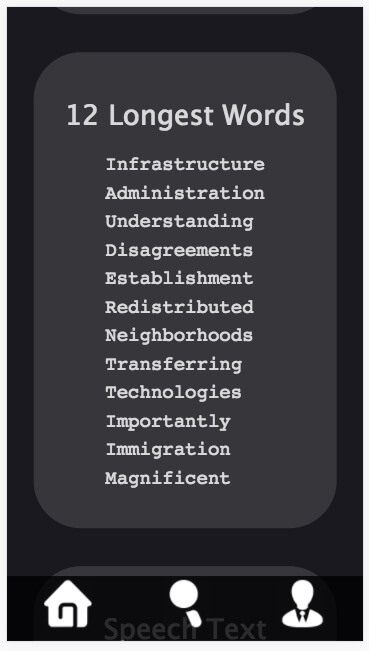 12 Longest Words
Infrastructure
Administration
Understanding
Disagreements
Establishment
Redistributed
Neighborhoods
Transferring
Technologies
Importantly
Immigration
Magnificent
Speech Text